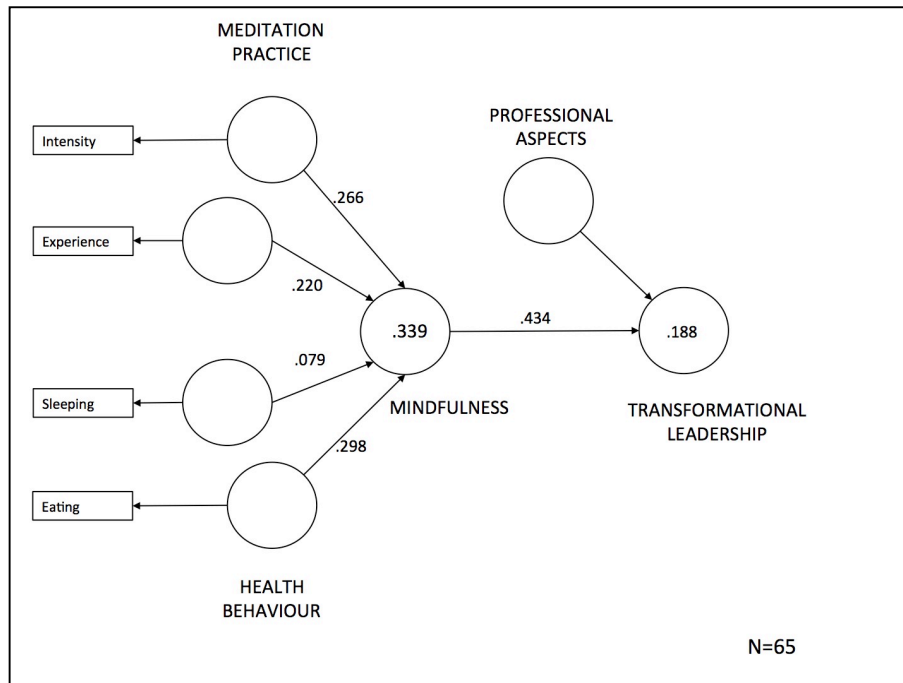 MEDITATION
PRACTICE
Intensity
PROFESSIONAL
ASPECTS
.266
Experience
.220
.339
.434
.188
.079
Sleeping
MINDFULNESS
TRANSFORMATIONAL
LEADERSHIP
.298
Eating
HEALTH
BEHAVIOUR
N=65